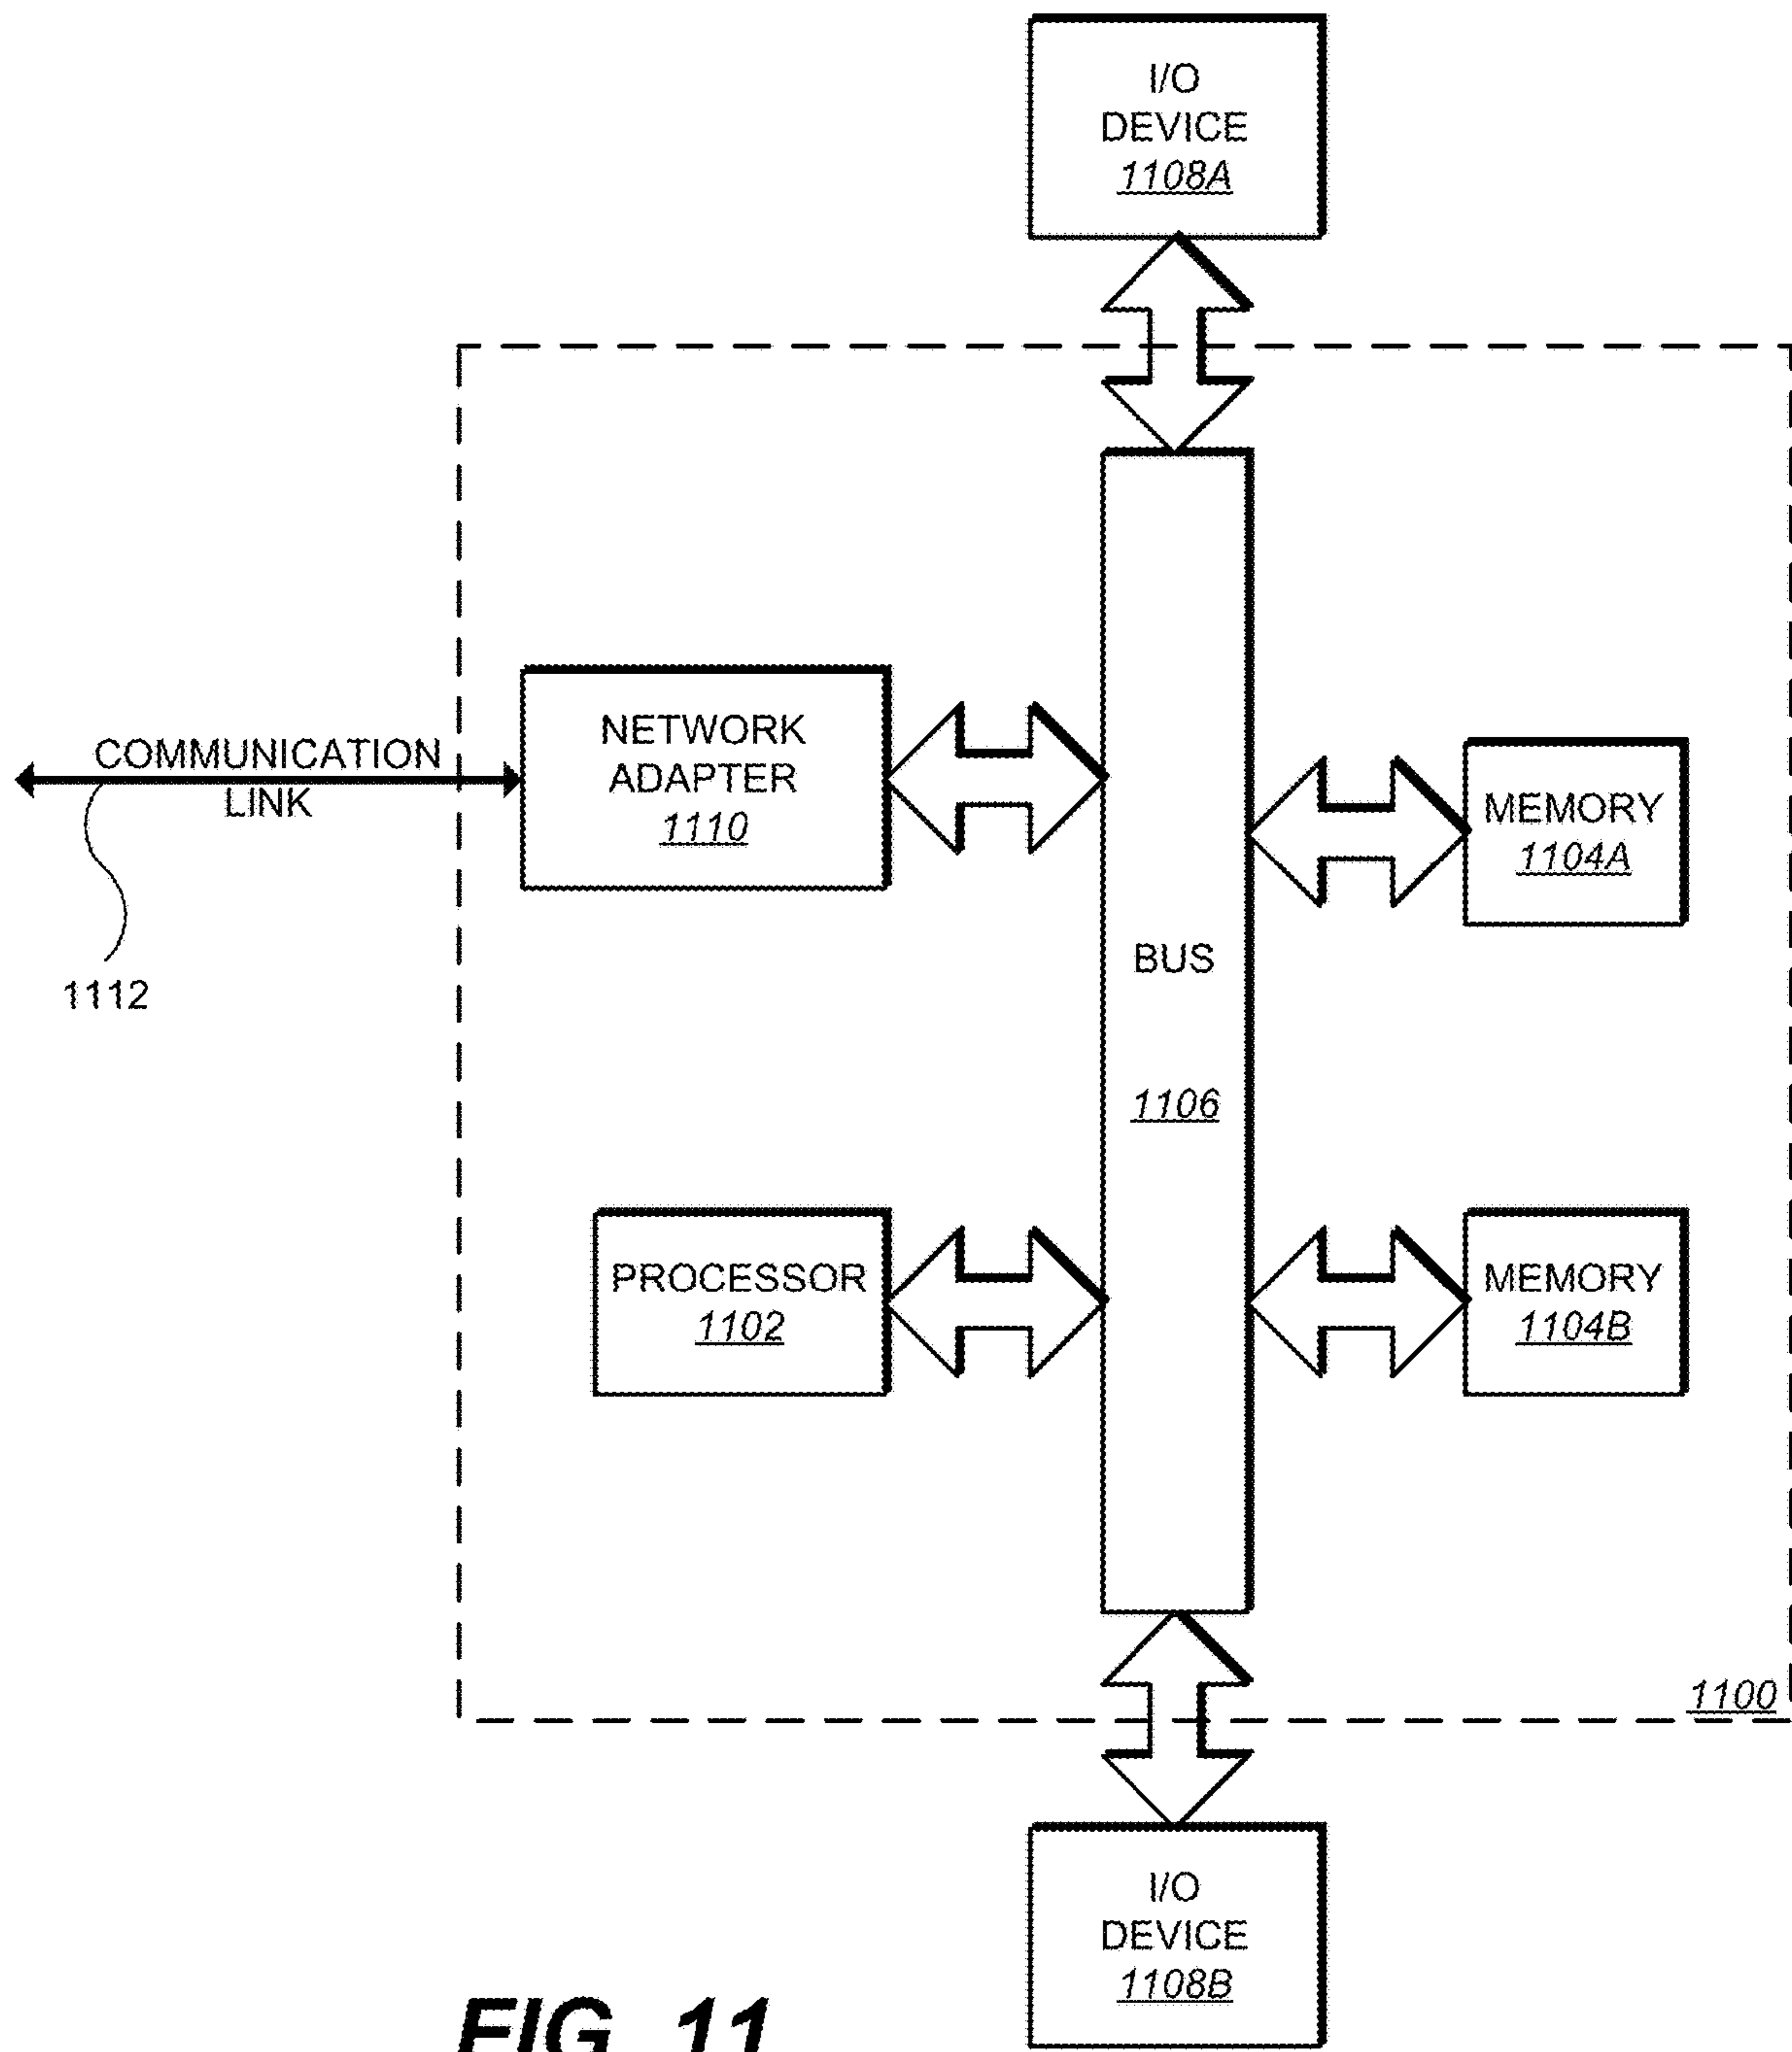 I/O
DEVICE
1108A
NETWORK
ADAPTER
1110
COMMUNICATION
LINK
1112
MEMORY
1104A
BUS
1106
PROCESSOR
1102
MEMORY
1104B
1100
I/O
DEVICE
1108B
FIG. 11